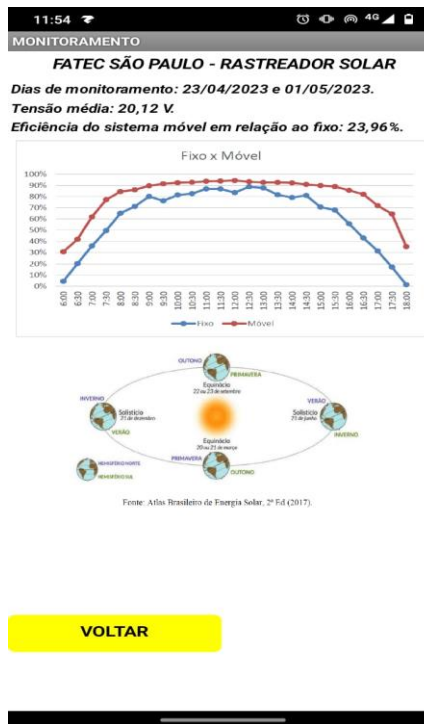 11:54
4G
MONITORAMENTO
FATEC SÃO PAULO - RASTREADOR SOLAR
Dias de monitoramento: 23/04/2023 e 01/05/2023.
Tensão média: 20,12 V.
Eficiência do sistema móvel em relação ao fixo: 23,96%.
Fixo x Móvel
100%
90%
80%
70%
60%
50%
40%
30%
20%
10%
0%
6:00 6:30 7:00 7:30 8:00 8:30 9:00 9:30 10:00 10:30 11:00 11:30 12:00 12:30 13:00 13:30 14:00 14:30 15:00 15:30 16:00 16:30 17:00 17:30 18:00
Fixo Móvel
OUTONO
PRIMAVERA
Equinócio
22 ou 23 de setembro
INVERNO
Solstício
21 de dezembro
VERÃO
VERÃO
Solstício
21 de junho
INVERNO
Equinócio
20 ou 21 de março
PRIMAVERA
OUTONO
HEMISFÉRIO NORTE
HEMISFÉRIO SUL
Fonte: Atlas Brasileiro de Energia Solar, 2ª Ed (2017).
VOLTAR